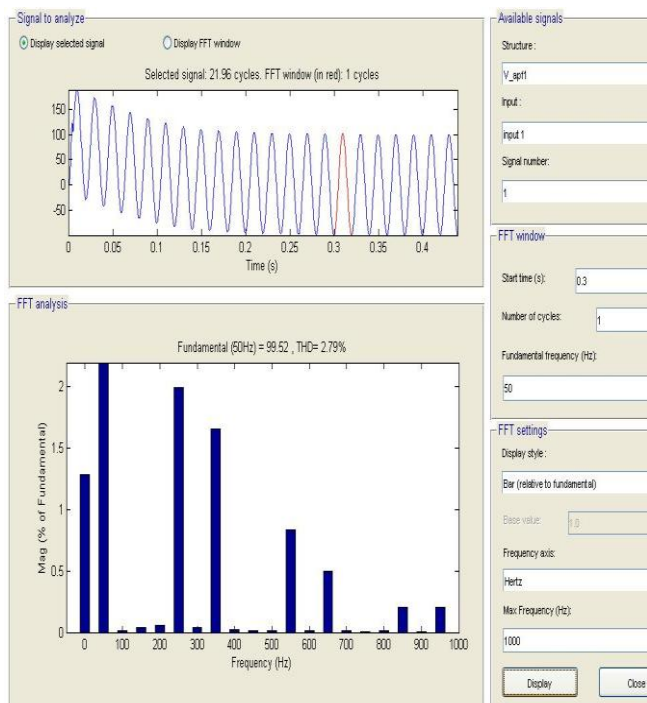 Signal to analyze
Display selected signal
Display FFT window
Selected signal: 21.96 cycles. FFT window (in red): 1 cycles
150
100
50
0
-50
0 0.05 0.1 0.15 0.2 0.25 0.3 0.35 0.4
Time (s)
FFT analysis
Fundamental (50Hz) = 99.52 , THD= 2.79%
Mag (% of Fundamental)
2
1.5
1
0.5
0
0 100 200 300 400 500 600 700 800 900 1000
Frequency (Hz)
Available signals
Structure :
V_apf1
Input :
input 1
Signal number:
1
FFT window
Start time (s): 0.3
Number of cycles: 1
Fundamental frequency (Hz):
50
FFT settings
Display style :
Bar (relative to fundamental)
Base value: 1.0
Frequency axis:
Hertz
Max Frequency (Hz):
1000
Display
Close